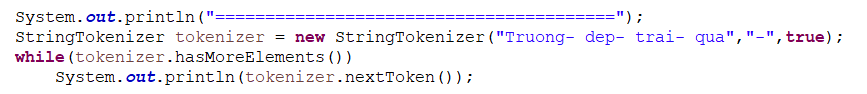 System.out.println("========================================");
StringTokenizer tokenizer = new StringTokenizer("Truong- dep- trai- qua","-",true);
while(tokenizer.hasMoreElements())
    System.out.println(tokenizer.nextToken());